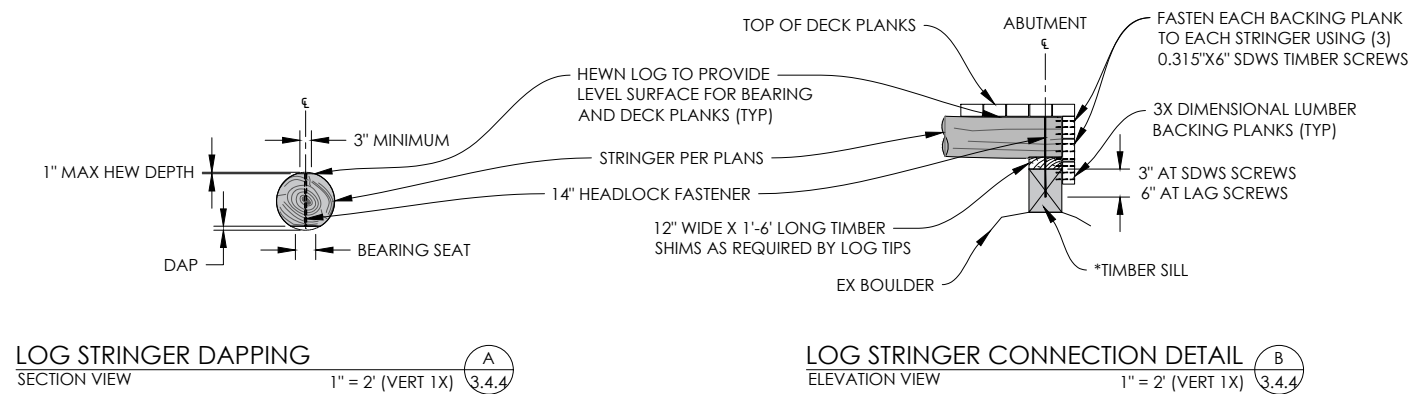 TOP OF DECK PLANKS
ABUTMENT
℄
FASTEN EACH BACKING PLANK
TO EACH STRINGER USING (3)
0.315"X6" SDWS TIMBER SCREWS
HEWN LOG TO PROVIDE
LEVEL SURFACE FOR BEARING
AND DECK PLANKS (TYP)
℄
3" MINIMUM
3X DIMENSIONAL LUMBER
BACKING PLANKS (TYP)
1" MAX HEW DEPTH
STRINGER PER PLANS
3" AT SDWS SCREWS
6" AT LAG SCREWS
14" HEADLOCK FASTENER
12" WIDE X 1'-6' LONG TIMBER
SHIMS AS REQUIRED BY LOG TIPS
BEARING SEAT
DAP
*TIMBER SILL
EX BOULDER
LOG STRINGER DAPPING
SECTION VIEW
1" = 2' (VERT 1X)
A
3.4.4
LOG STRINGER CONNECTION DETAIL
ELEVATION VIEW
1" = 2' (VERT 1X)
B
3.4.4